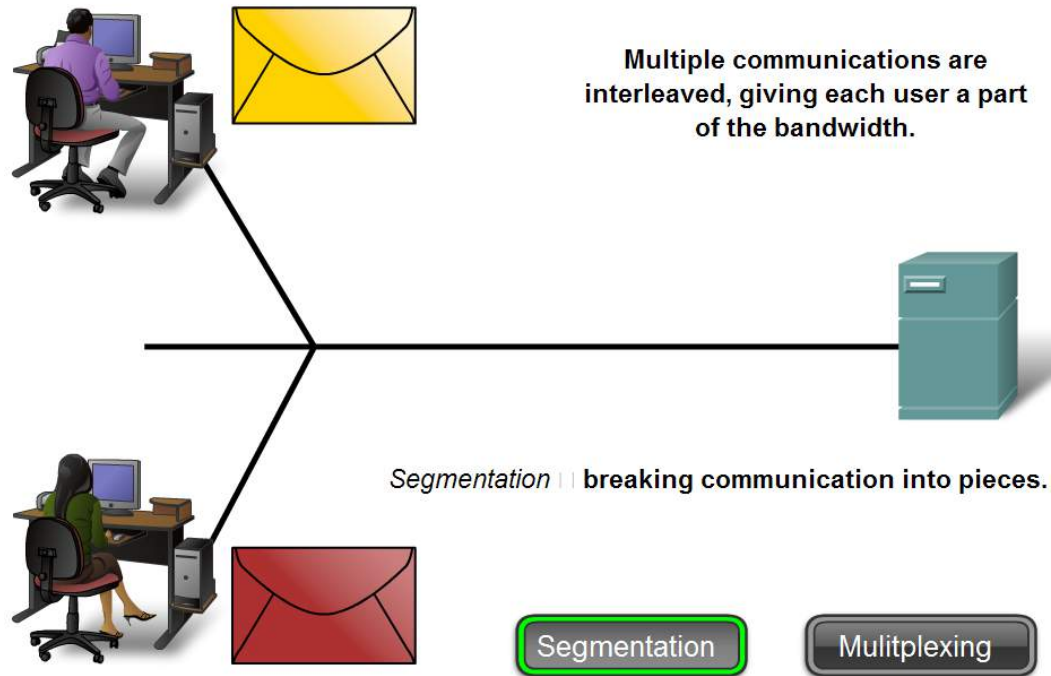 Multiple communications are
interleaved, giving each user a part
of the bandwidth.
Segmentation breaking communication into pieces.
Segmentation
Mulitplexing